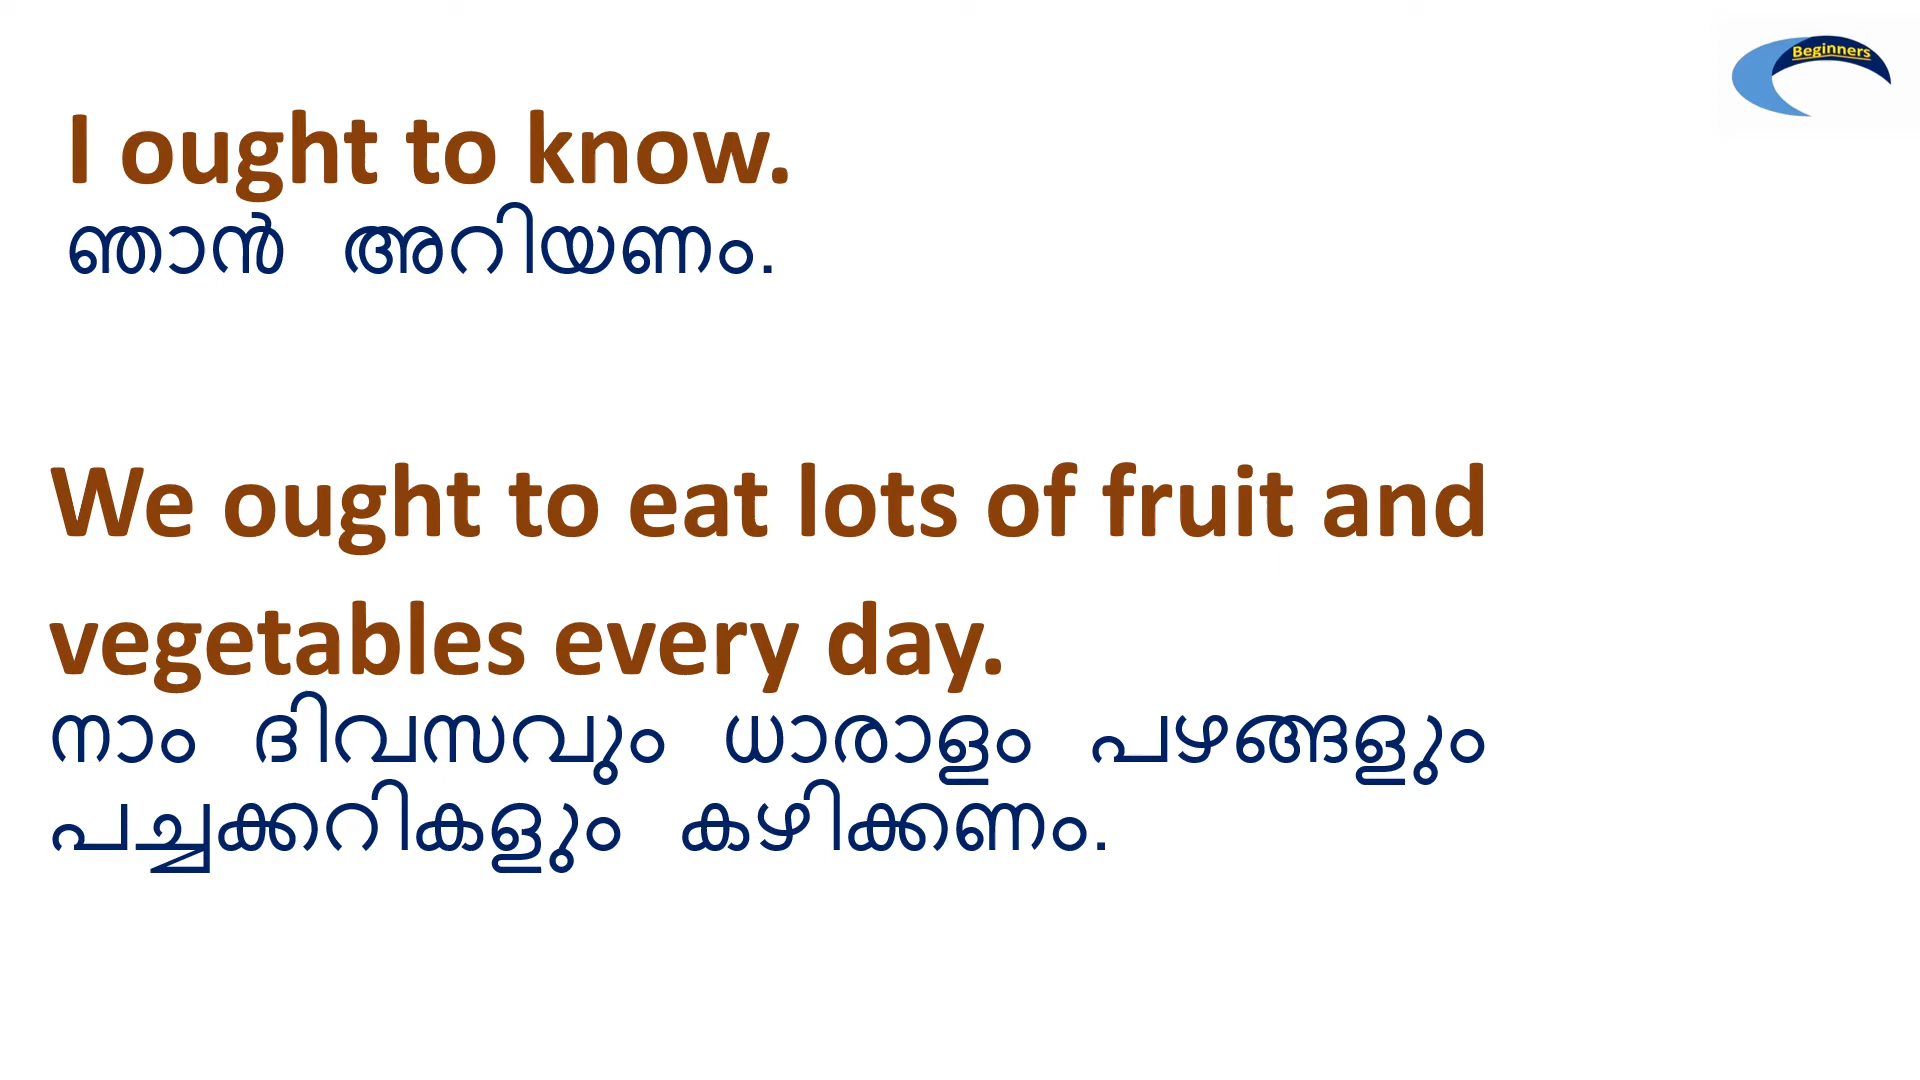 Beginners
I ought to know.
ഞാൻ അറിയണം.
We ought to eat lots of fruit and
vegetables every day.
നാം ദിവസവും ധാരാളം പഴങ്ങളും
പച്ചക്കറികളും കഴിക്കണം.